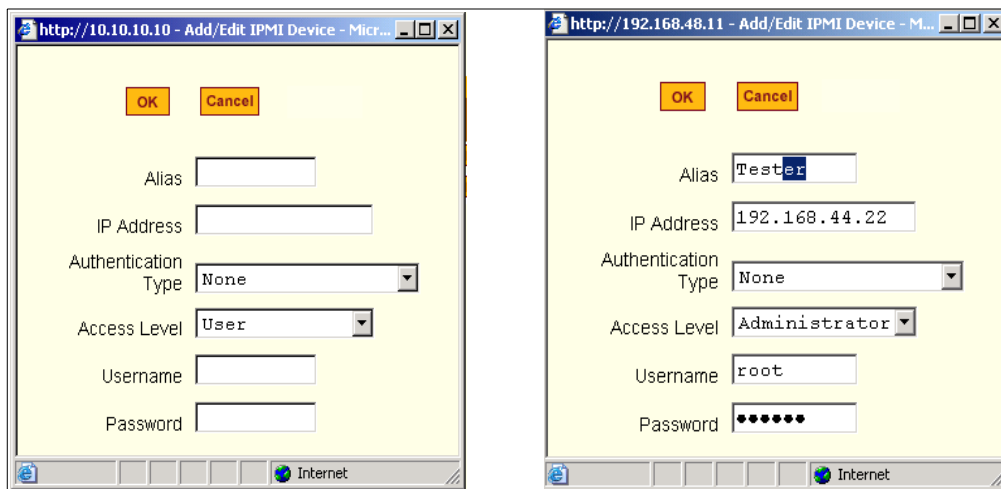 http://10.10.10.10 - Add/Edit IPMI Device - Micr...
OK Cancel
Alias
IP Address
Authentication
Type None
Access Level User
Username
Password
Internet
http://192.168.48.11 - Add/Edit IPMI Device - M...
OK Cancel
Alias Tester
IP Address 192.168.44.22
Authentication
Type None
Access Level Administrator
Username root
Password ●●●●●●
Internet